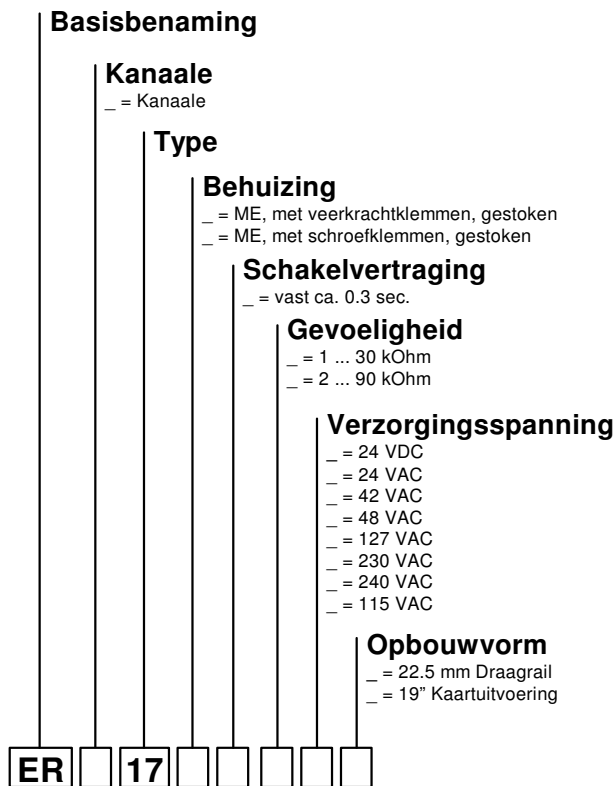 Basisbenaming
Kanaale
_ = Kanaale
Type
Behuizing
_ = ME, met veerkrachtklemmen, gestoken
_ = ME, met schroefklemmen, gestoken
Schakelvertraging
_ = vast ca. 0.3 sec.
Gevoeligheid
_ = 1 ... 30 kOhm
_ = 2 ... 90 kOhm
Verzorgingsspanning
_ = 24 VDC
_ = 24 VAC
_ = 42 VAC
_ = 48 VAC
_ = 127 VAC
_ = 230 VAC
_ = 240 VAC
_ = 115 VAC
Opbouwvorm
_ = 22.5 mm Draagrail
_ = 19” Kaartuitvoering
ER 17